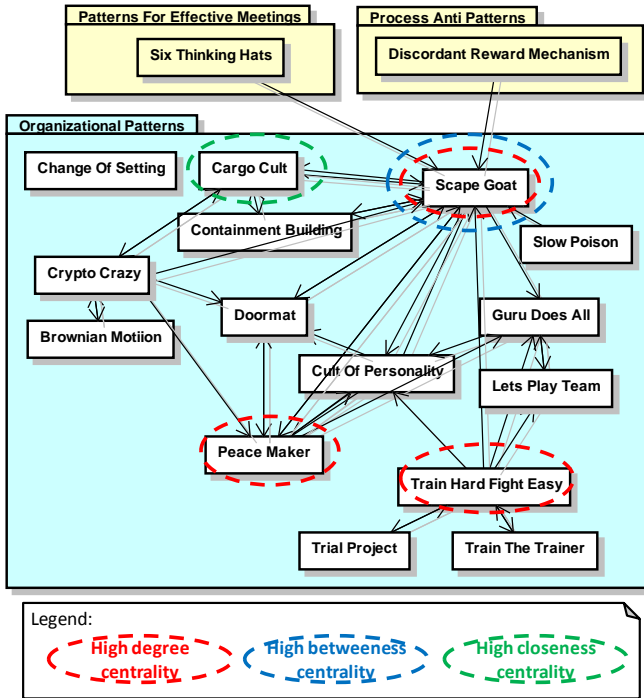 Patterns For Effective Meetings
Process Anti Patterns
Six Thinking Hats
Discordant Reward Mechanism
Organizational Patterns
Change Of Setting
Cargo Cult
Scape Goat
Containment Building
Slow Poison
Crypto Crazy
Doormat
Guru Does All
Brownian Motiion
Cult Of Personality
Lets Play Team
Peace Maker
Train Hard Fight Easy
Trial Project
Train The Trainer
Legend:
High degree
centrality
High betweeness
centrality
High closeness
centrality